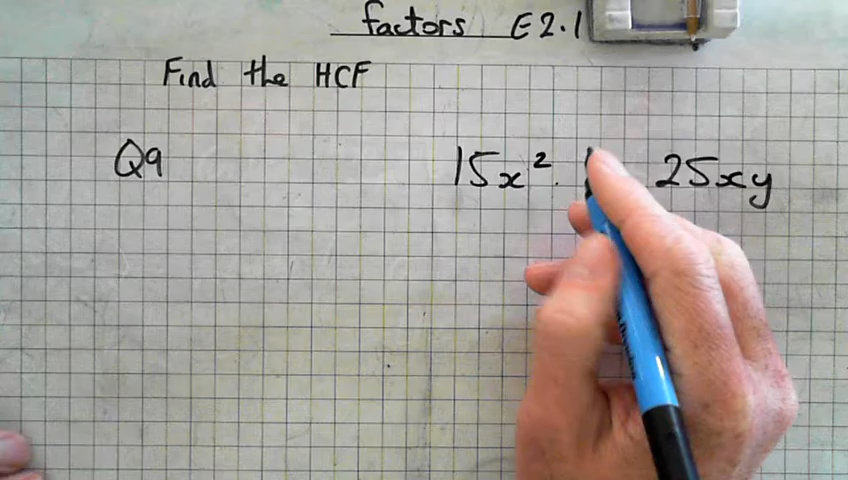 Factors E2.1
Find the HCF
Q9 15x². 25xy